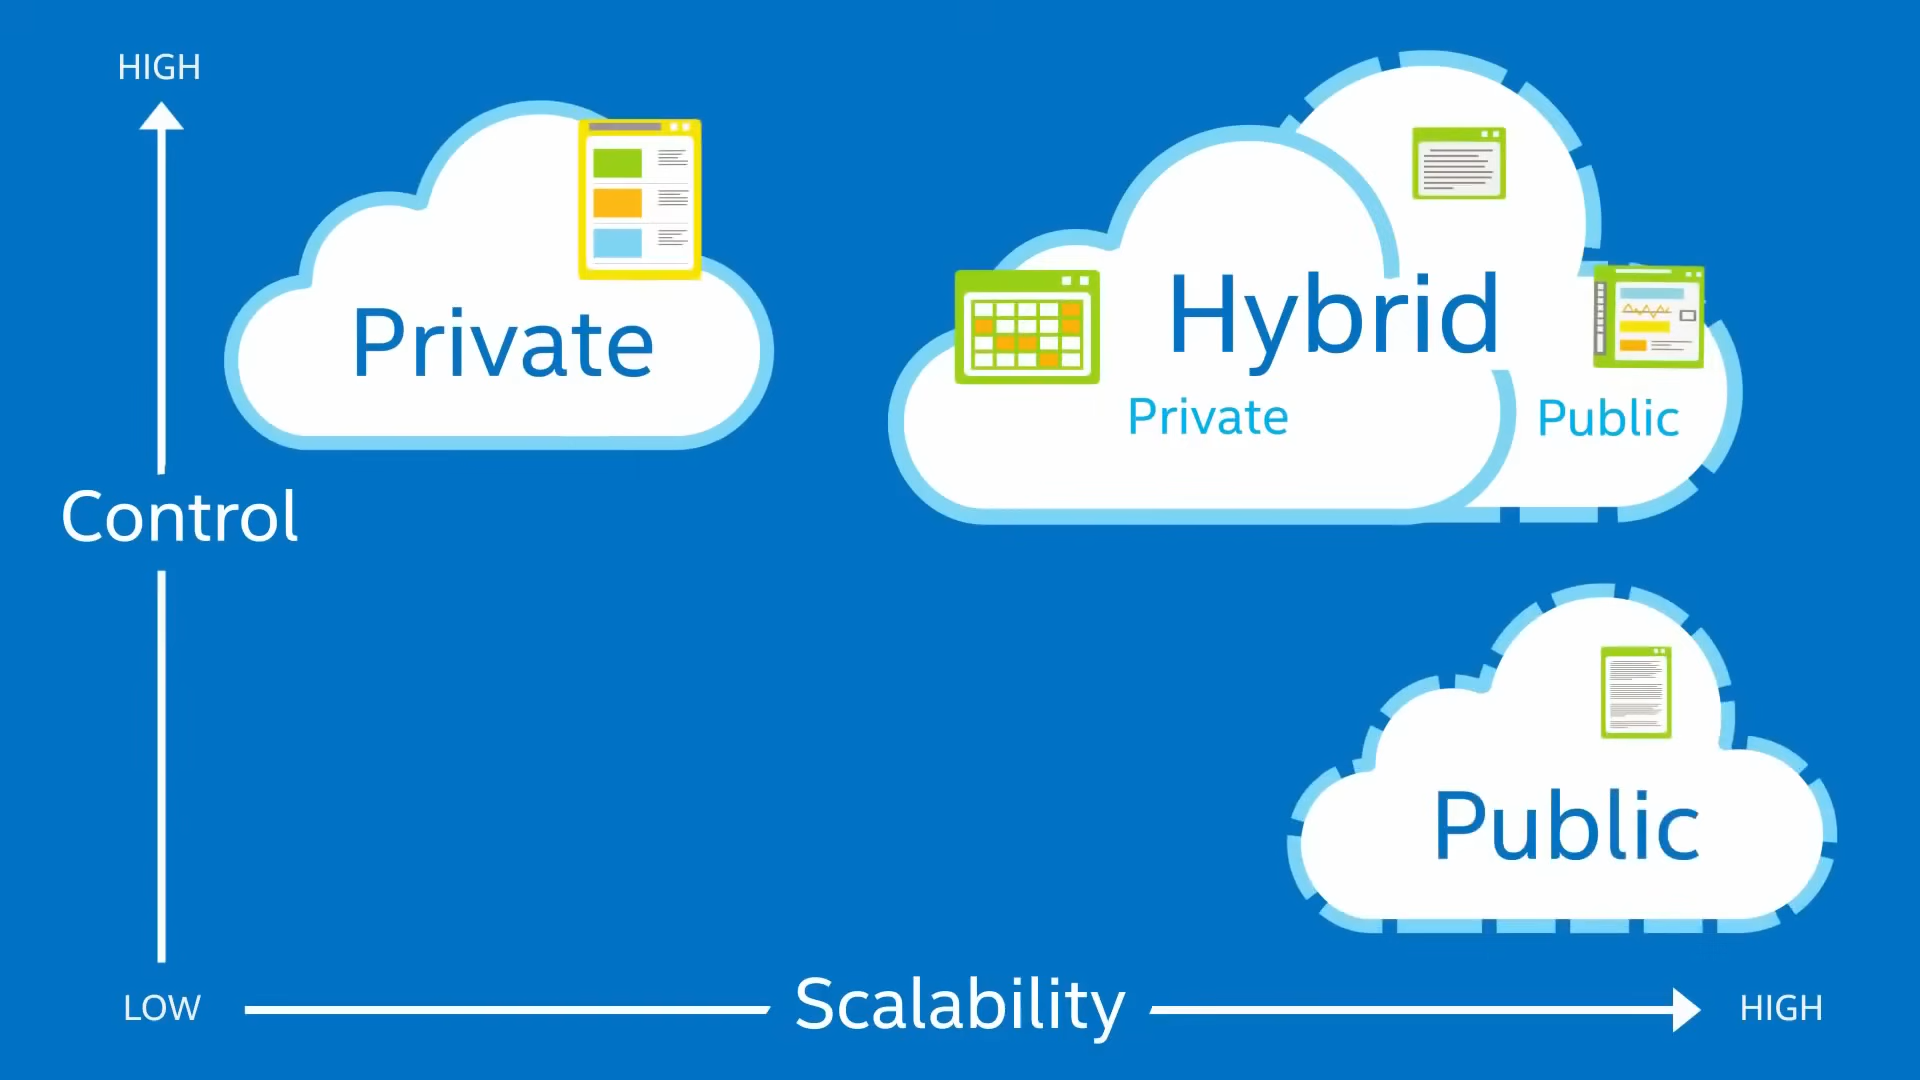 HIGH
Private
Hybrid
Private
Public
Control
Public
LOW
Scalability
HIGH